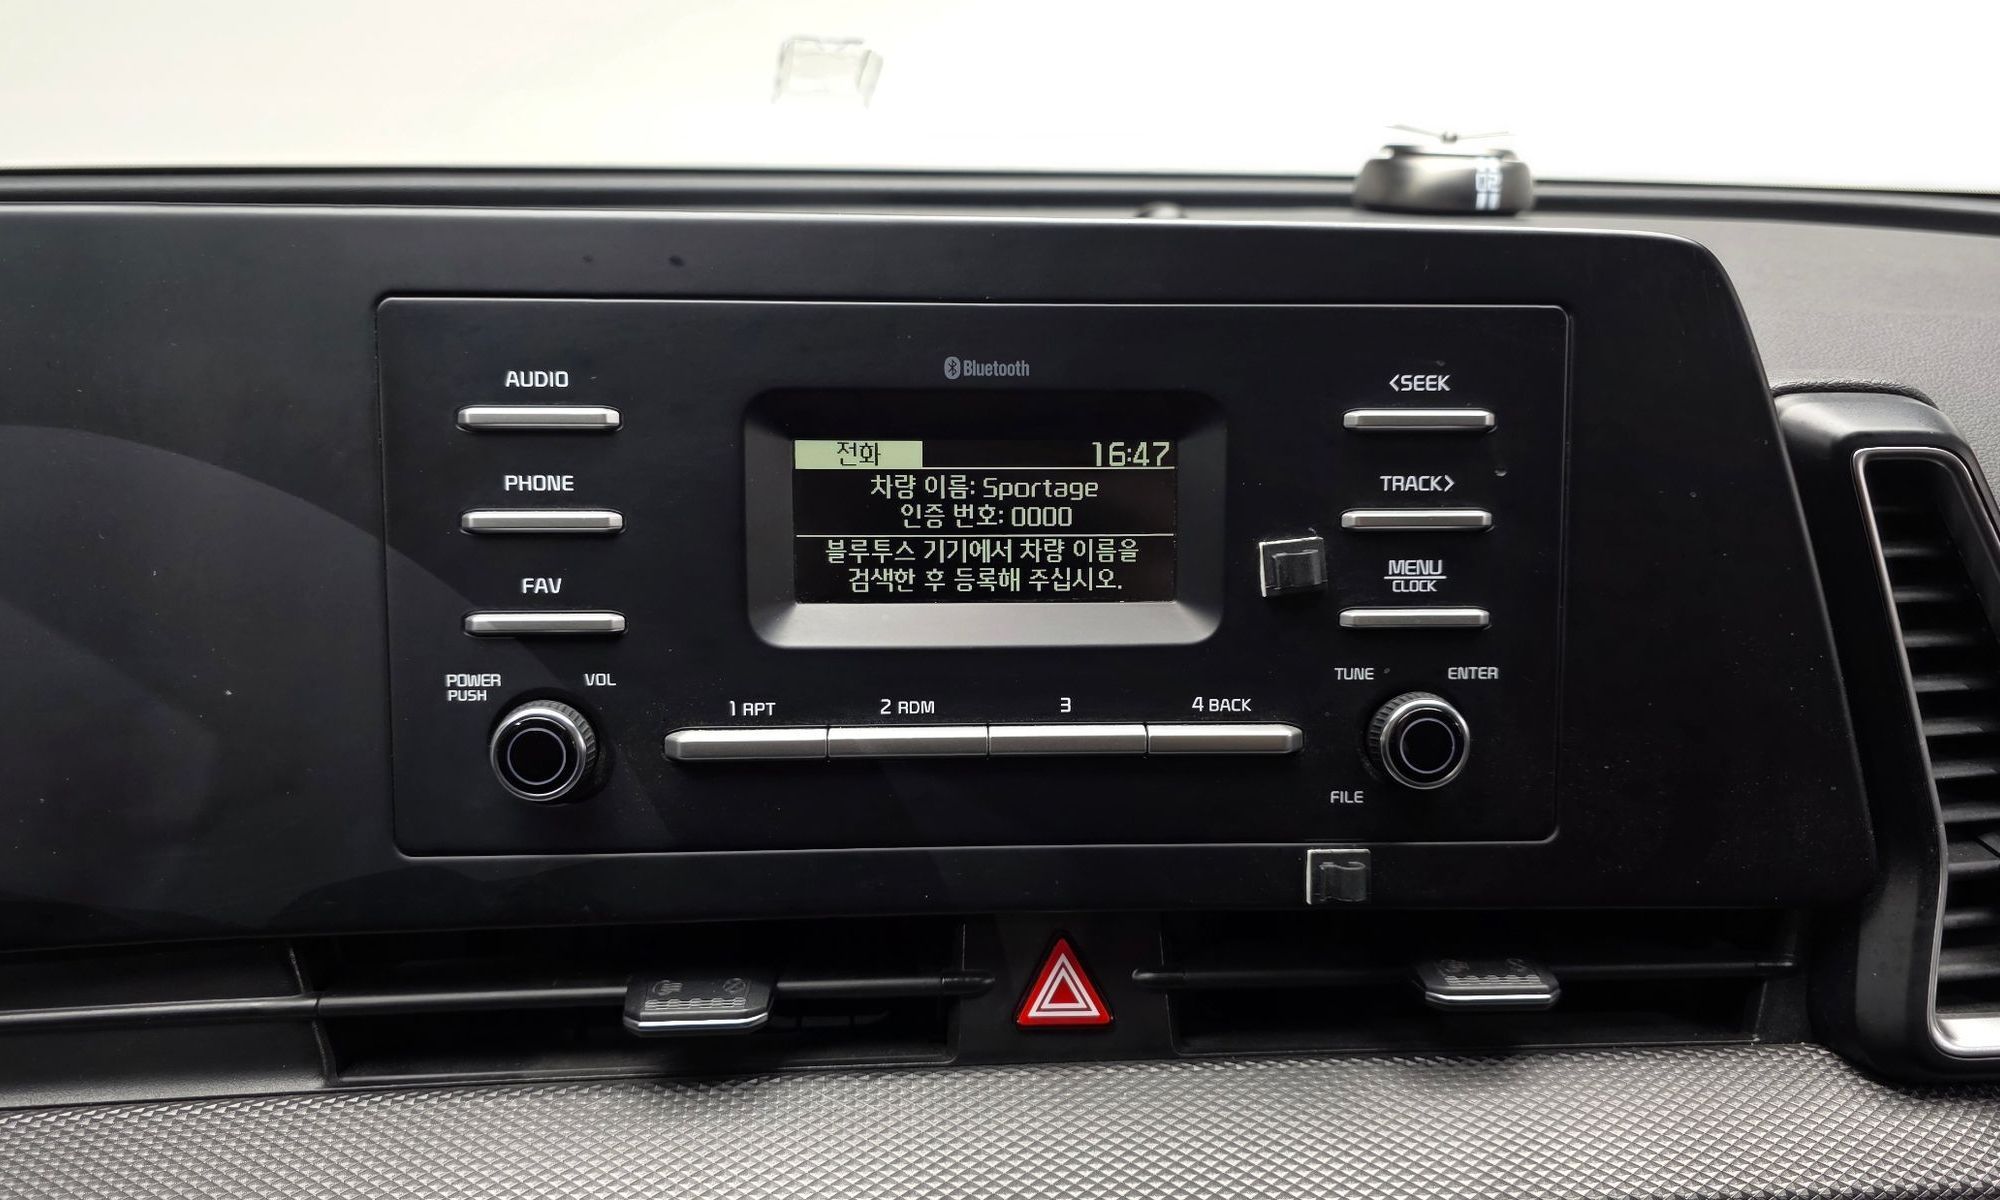 Bluetooth
AUDIO
PHONE
FAV
POWER
PUSH
VOL
전화 16:47
차량 이름: Sportage
인증 번호: 0000
블루투스 기기에서 차량 이름을
검색한 후 등록해 주십시오.
<SEEK
TRACK>
MENU
CLOCK
TUNE
ENTER
FILE
1 RPT
2 RDM
3
4 BACK